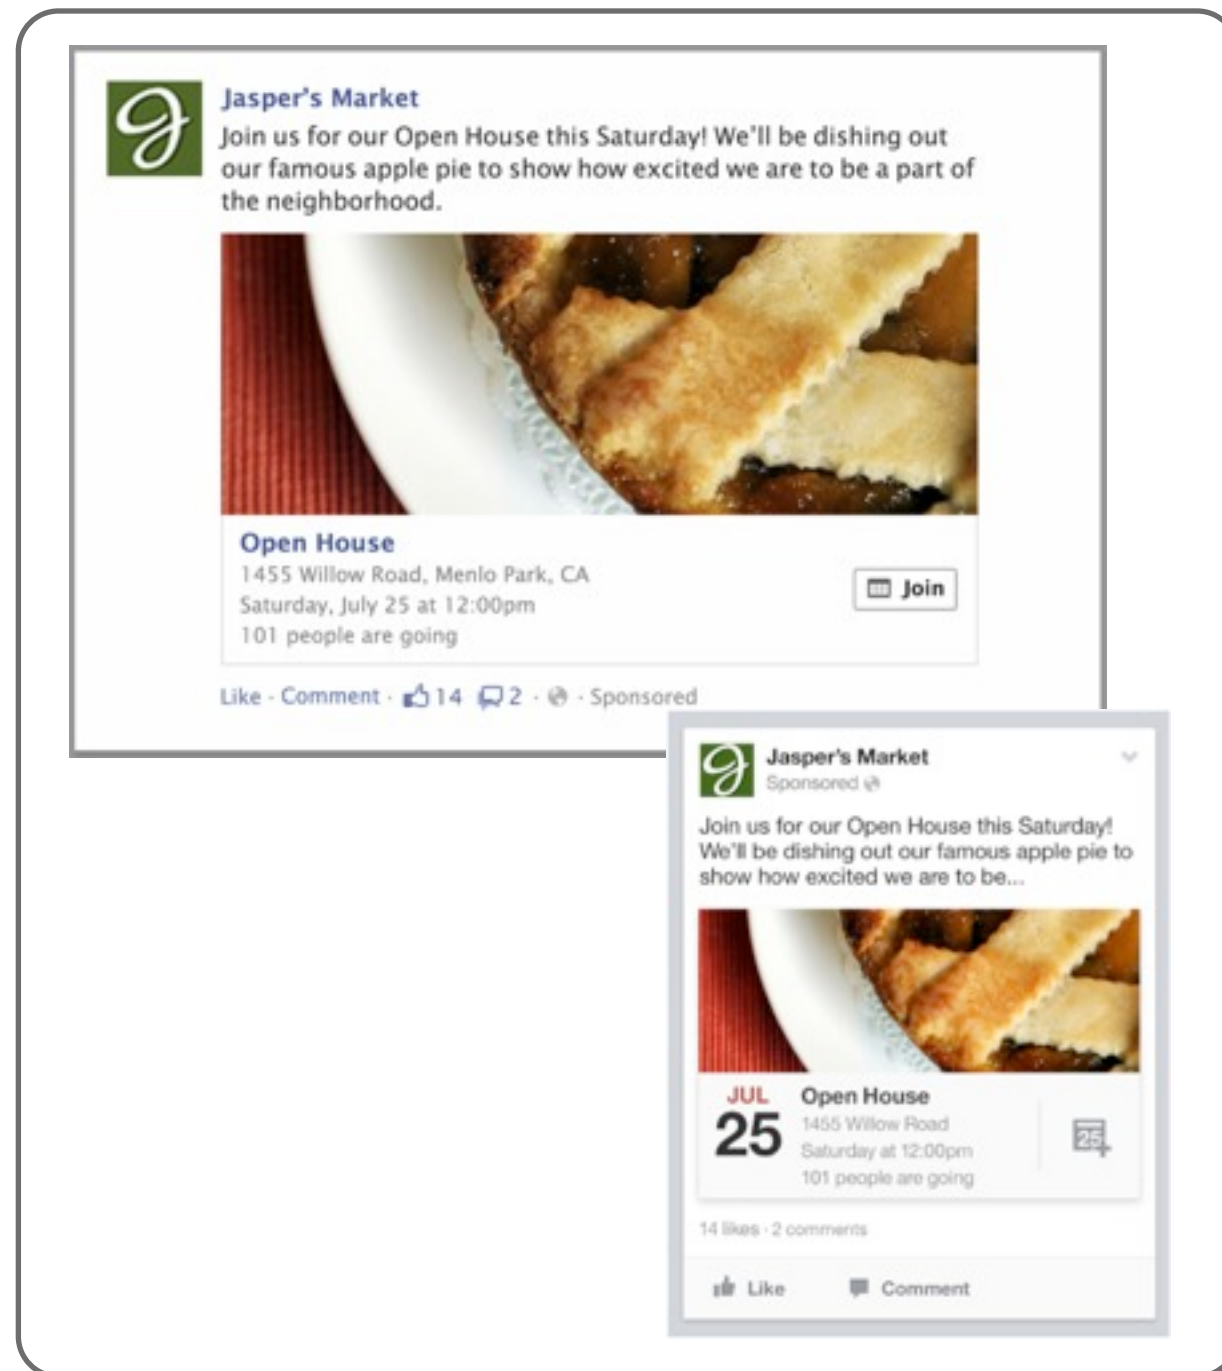 Jasper's Market
Join us for our Open House this Saturday! We'll be dishing out
our famous apple pie to show how excited we are to be a part of
the neighborhood.
Open House
1455 Willow Road, Menlo Park, CA
Saturday, July 25 at 12:00pm
101 people are going
Join
Like · Comment · 14 2 · · Sponsored
Jasper's Market
Sponsored
Join us for our Open House this Saturday!
We'll be dishing out our famous apple pie to
show how excited we are to be...
JUL
25
Open House
1455 Willow Road
Saturday at 12:00pm
101 people are going
25
14 likes · 2 comments
Like
Comment